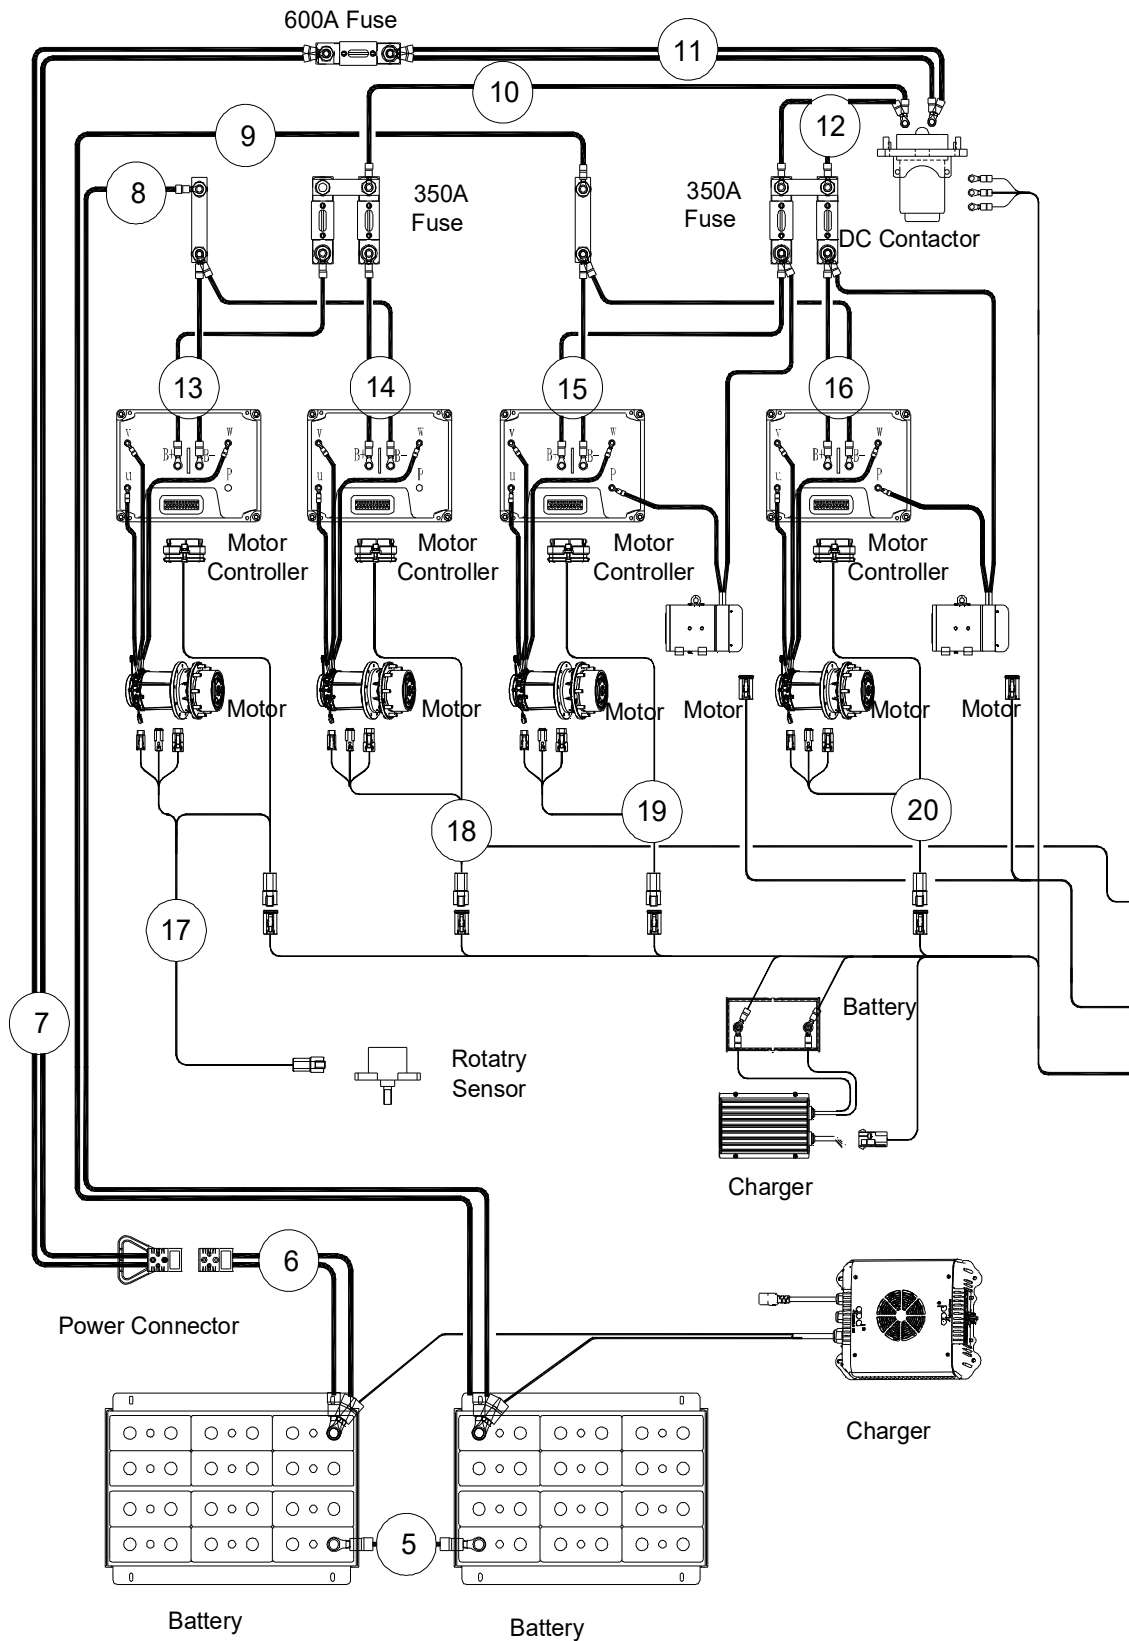 600A Fuse
11
10
9
12
8
350A
Fuse
350A
Fuse
DC Contactor
13
14
15
16
v
w
B+
B-
u
P
v
w
B+
B-
u
P
v
w
B+
B-
u
P
v
w
B+
B-
u
P
Motor
Controller
Motor
Controller
Motor
Controller
Motor
Controller
Motor
Motor
Motor
Motor
Motor
Motor
19
20
18
17
7
Battery
Rotatry
Sensor
Charger
6
Power Connector
Charger
5
Battery
Battery